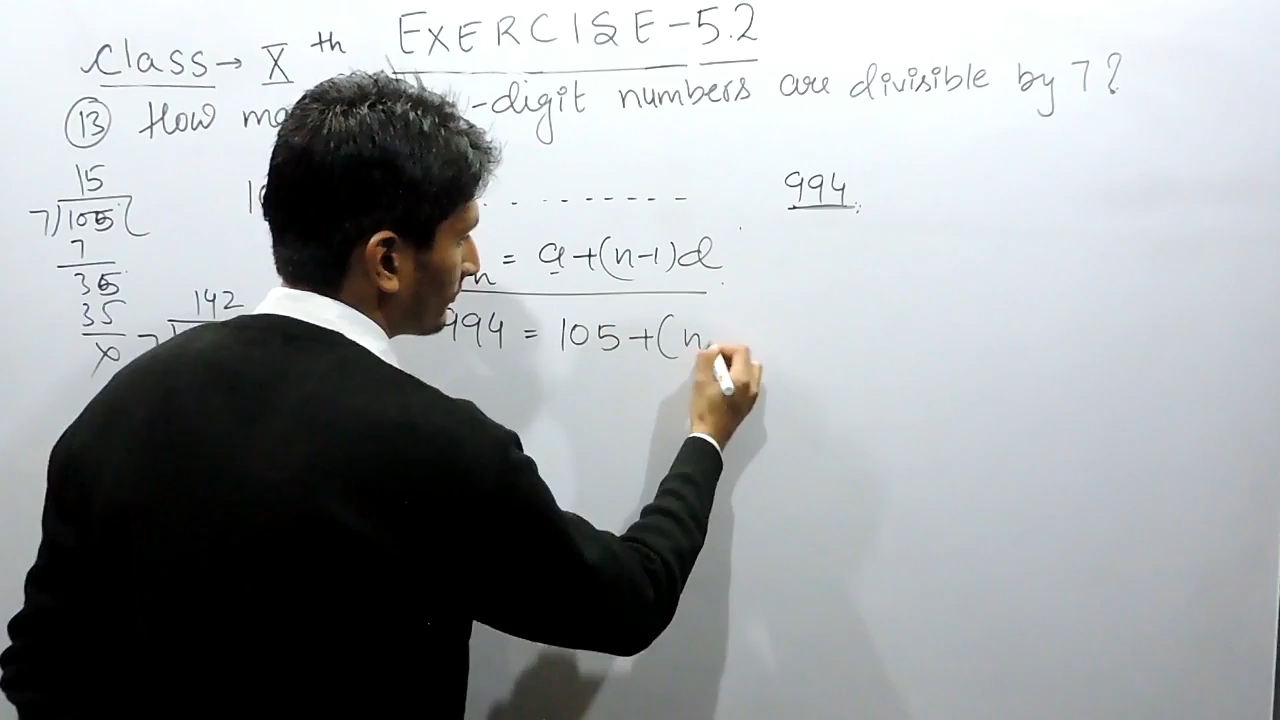 Class → X th EXERCISE-5.2
13 How -digit numbers are divisible by 7?
15
7)105(
7
35
35
x
142
10 . . - - - - - - - - 994
n = a+(n-1)d
994 = 105+(n